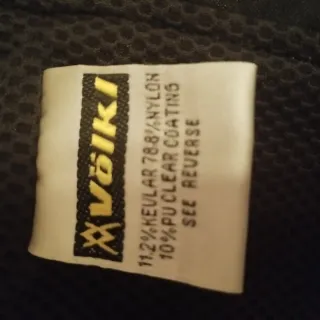 Völkl
11.2% KEVLAR 78.8% NYLON
10% PU CLEAR COATING
SEE REVERSE